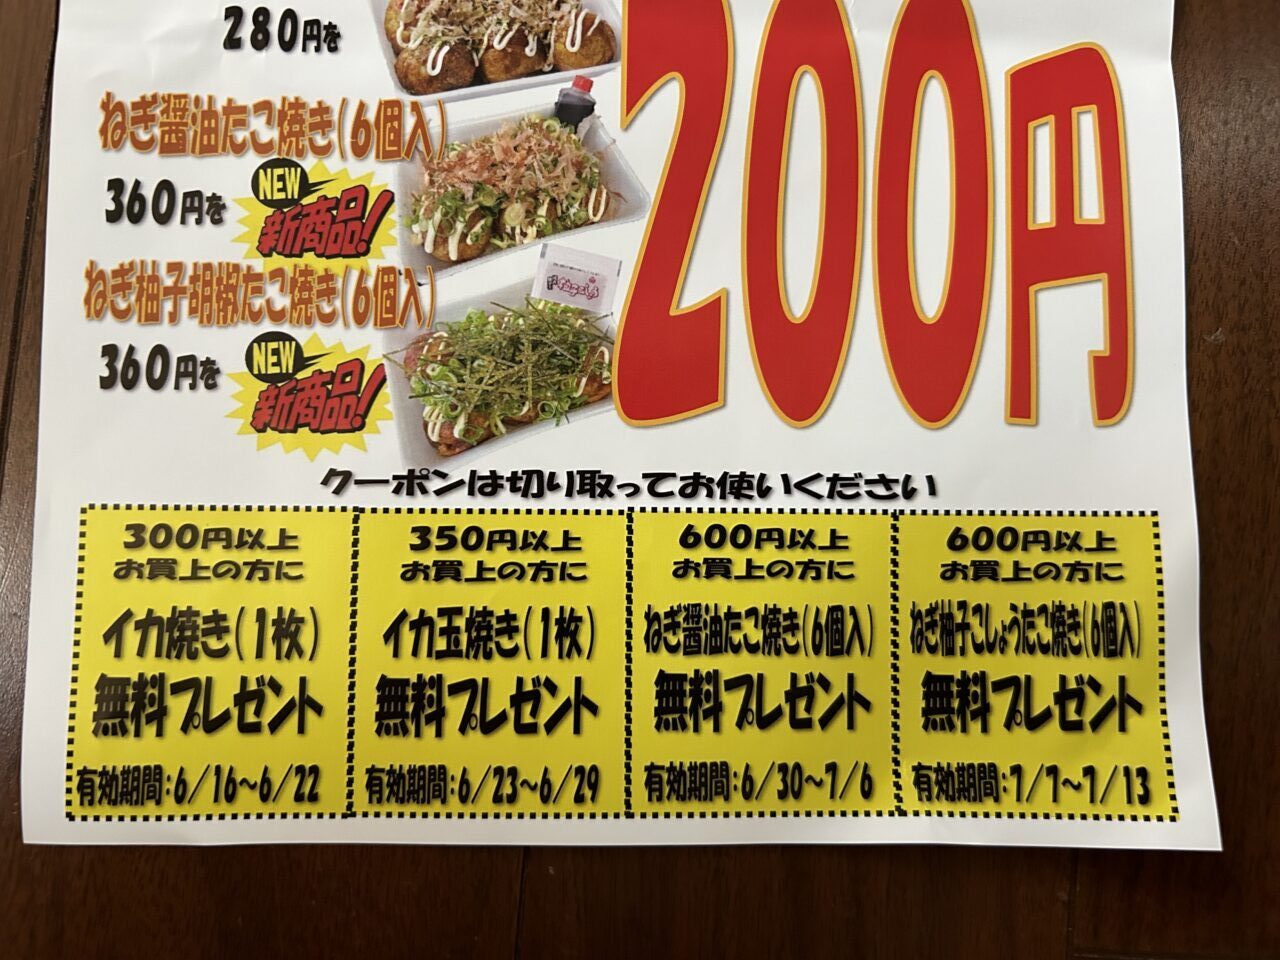 280円を
ねぎ醤油たこ焼き(6個入)
360円を
NEW
新商品!
ねぎ柚子胡椒たこ焼き(6個入)
360円を
NEW
新商品!
200円
クーポンは切り取ってお使いください
300円以上
お買上の方に
イカ焼き(1枚)
無料プレゼント
有効期間:6/16~6/22
350円以上
お買上の方に
イカ玉焼き(1枚)
無料プレゼント
有効期間:6/23~6/29
600円以上
お買上の方に
ねぎ醤油たこ焼き(6個入)
無料プレゼント
有効期間:6/30~7/6
600円以上
お買上の方に
ねぎ柚子こしょうたこ焼き(6個入)
無料プレゼント
有効期間:7/7~7/13